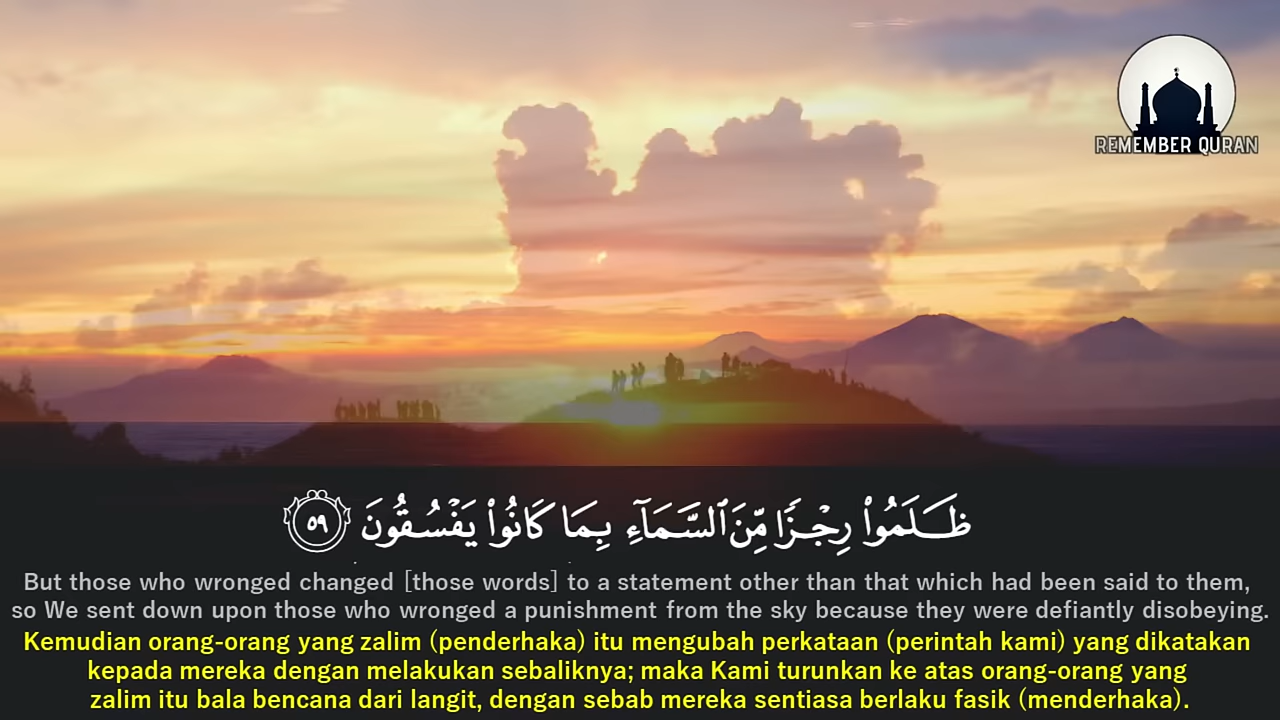 REMEMBER QURAN
ظَلَمُوا۟ رِجْزًا مِّنَ ٱلسَّمَآءِ بِمَا كَانُوا۟ يَفْسُقُونَ ٥٩
But those who wronged changed [those words] to a statement other than that which had been said to them,
so We sent down upon those who wronged a punishment from the sky because they were defiantly disobeying.
Kemudian orang-orang yang zalim (penderhaka) itu mengubah perkataan (perintah kami) yang dikatakan
kepada mereka dengan melakukan sebaliknya; maka Kami turunkan ke atas orang-orang yang
zalim itu bala bencana dari langit, dengan sebab mereka sentiasa berlaku fasik (menderhaka).